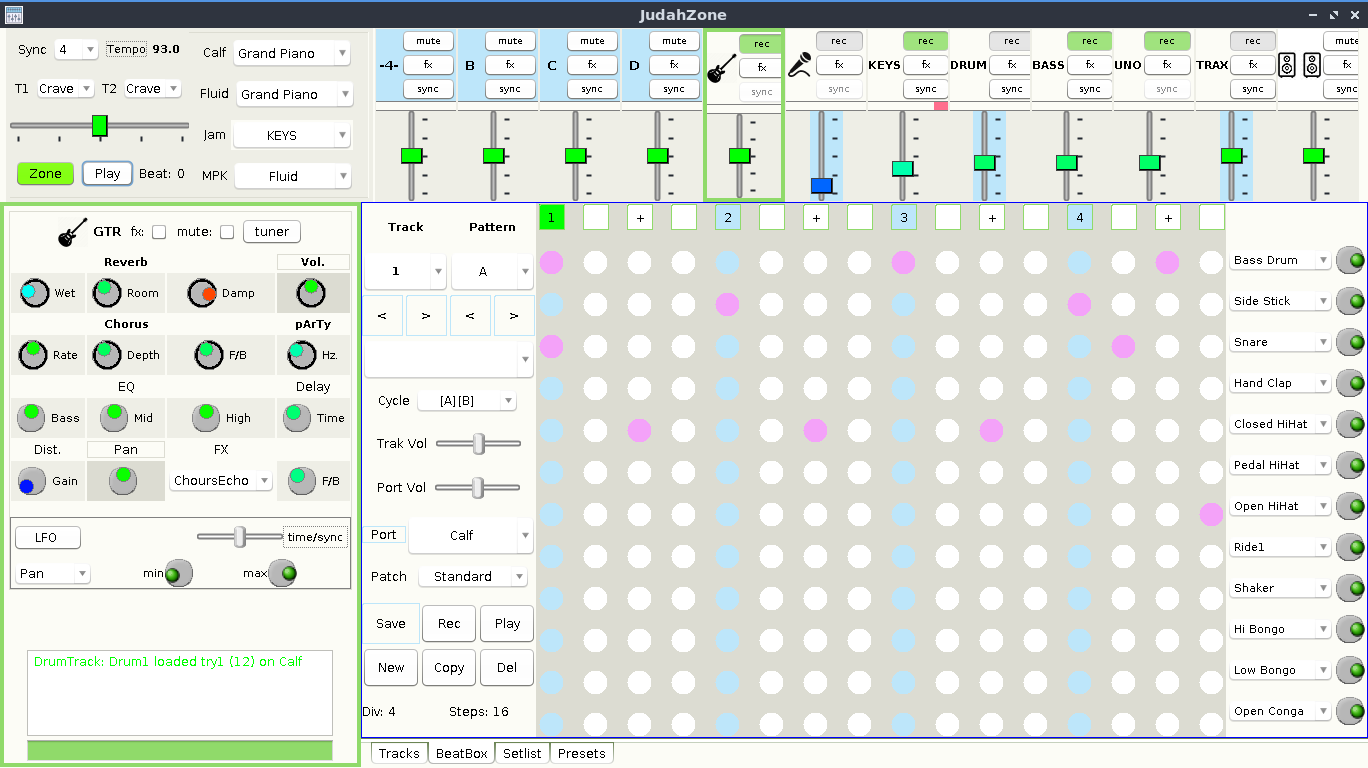 JudahZone
Sync 4 Tempo 93.0 Calf Grand Piano
T1 Crave T2 Crave Fluid Grand Piano
Jam KEYS
Zone Play Beat: 0 MPK Fluid
mute mute mute mute rec rec rec rec rec rec rec mute
-4- fx B fx C fx D fx fx fx KEYS fx DRUM fx BASS fx UNO fx TRAX fx fx
sync sync sync sync sync sync sync sync sync sync sync sync
GTR fx: mute: tuner
Reverb Vol.
Wet Room Damp
Chorus pArTy
Rate Depth F/B Hz.
EQ Delay
Bass Mid High Time
Dist. Pan FX
Gain ChoursEcho F/B
LFO time/sync
Pan min max
DrumTrack: Drum1 loaded try1 (12) on Calf
Track Pattern
1 A
< > < >
Cycle [A][B]
Trak Vol
Port Vol
Port Calf
Patch Standard
Save Rec Play
New Copy Del
Div: 4 Steps: 16
1 + 2 + 3 + 4 +
Bass Drum
Side Stick
Snare
Hand Clap
Closed HiHat
Pedal HiHat
Open HiHat
Ride1
Shaker
Hi Bongo
Low Bongo
Open Conga
Tracks BeatBox Setlist Presets